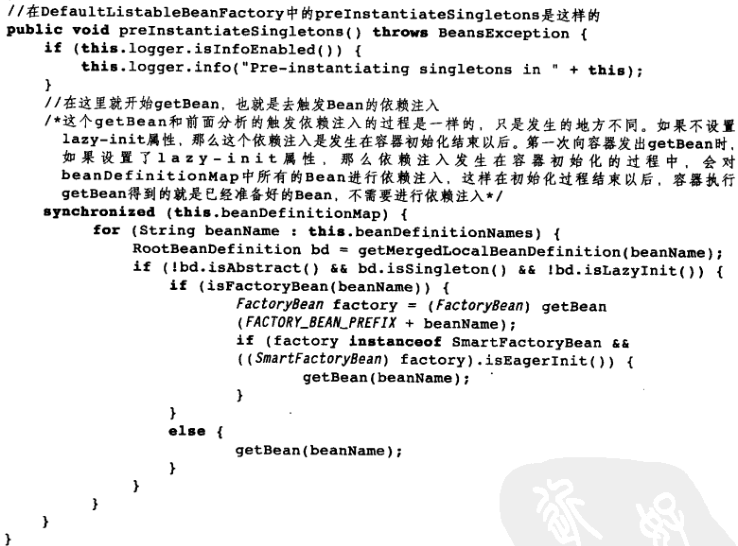 //在DefaultListableBeanFactory中的preInstantiateSingletons是这样的
public void preInstantiateSingletons() throws BeansException {
if (this.logger.isInfoEnabled()) {
this.logger.info("Pre-instantiating singletons in " + this);
}
//在这里就开始getBean, 也就是去触发Bean的依赖注入
/*这个getBean和前面分析的触发依赖注入的过程是一样的, 只是发生的地方不同。如果不设置
lazy-init属性, 那么这个依赖注入是发生在容器初始化结束以后。第一次向容器发出getBean时,
如果设置了lazy-init属性, 那么依赖注入发生在容器初始化的过程中, 会对
beanDefinitionMap中所有的Bean进行依赖注入, 这样在初始化过程结束以后, 容器执行
getBean得到的就是已经准备好的Bean, 不需要进行依赖注入*/
synchronized (this.beanDefinitionMap) {
for (String beanName : this.beanDefinitionNames) {
RootBeanDefinition bd = getMergedLocalBeanDefinition(beanName);
if (!bd.isAbstract() && bd.isSingleton() && !bd.isLazyInit()) {
if (isFactoryBean(beanName)) {
FactoryBean factory = (FactoryBean) getBean
(FACTORY_BEAN_PREFIX + beanName);
if (factory instanceof SmartFactoryBean &&
((SmartFactoryBean) factory).isEagerInit()) {
getBean(beanName);
}
}
else {
getBean(beanName);
}
}
}
}
}